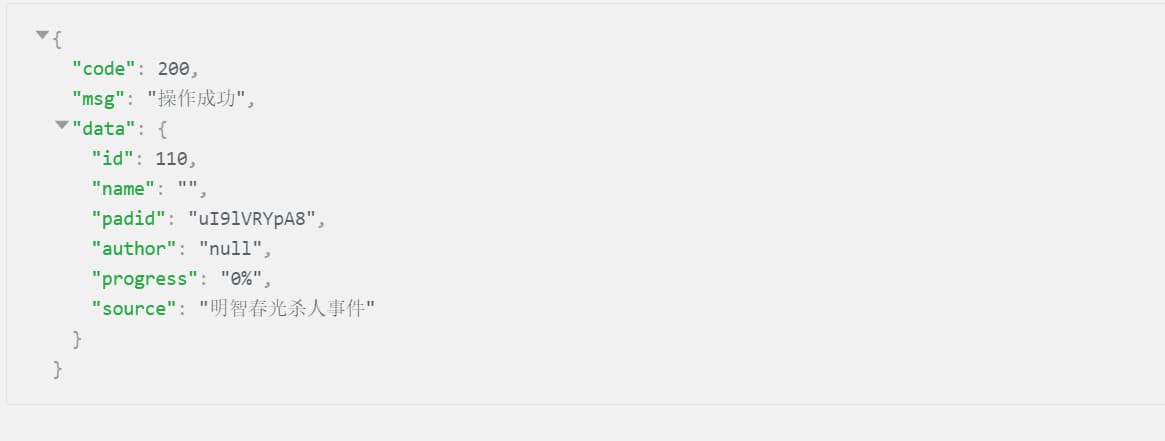 {
"code": 200,
"msg": "操作成功",
"data": {
"id": 110,
"name": "",
"padid": "uI9lVRYpA8",
"author": "null",
"progress": "0%",
"source": "明智春光杀人事件"
}
}